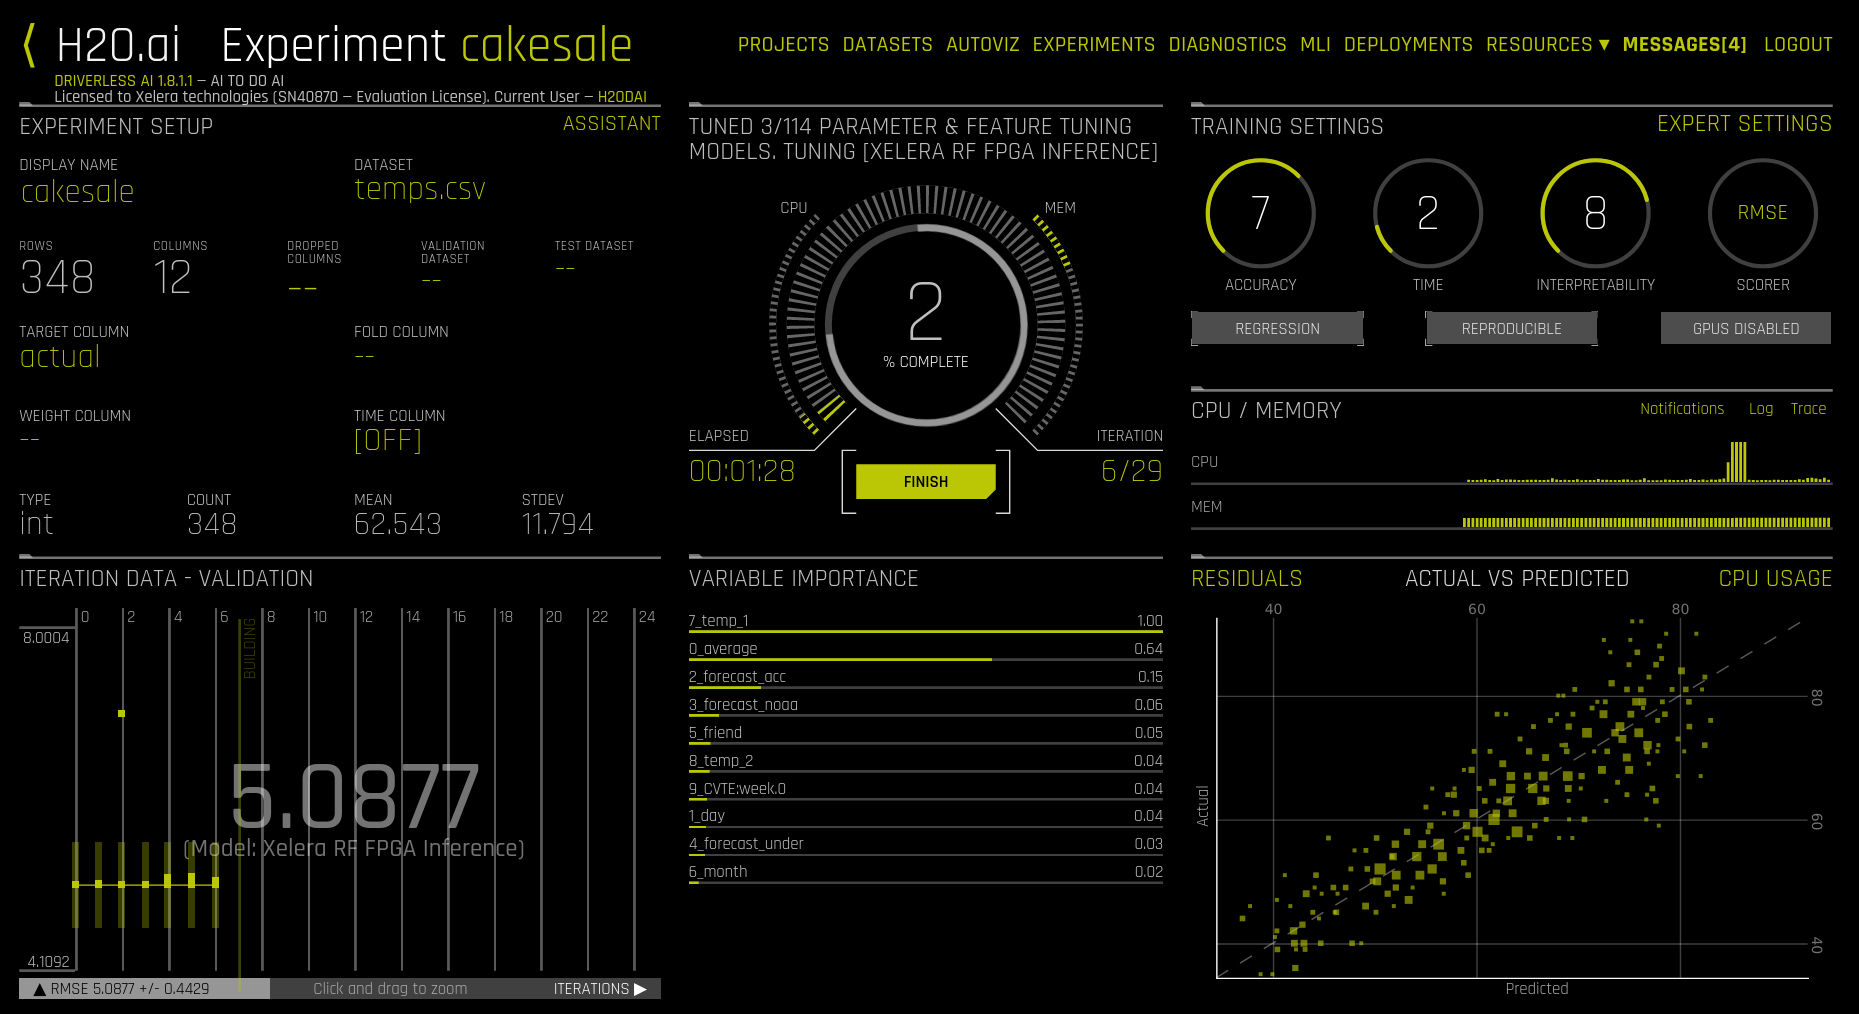 ⟨ H2O.ai Experiment cakesale
PROJECTS DATASETS AUTOVIZ EXPERIMENTS DIAGNOSTICS MLI DEPLOYMENTS RESOURCES ▼ MESSAGES[4] LOGOUT
DRIVERLESS AI 1.8.1.1 — AI TO DO AI
Licensed to Xelera technologies (SN40870 — Evaluation License). Current User — H2ODAI
EXPERIMENT SETUP ASSISTANT
DISPLAY NAME DATASET
cakesale temps.csv
ROWS COLUMNS DROPPED COLUMNS VALIDATION DATASET TEST DATASET
348 12 -- -- --
TARGET COLUMN FOLD COLUMN
actual --
WEIGHT COLUMN TIME COLUMN
-- [OFF]
TYPE COUNT MEAN STDEV
int 348 62.543 11.794
TUNED 3/114 PARAMETER & FEATURE TUNING
MODELS. TUNING [XELERA RF FPGA INFERENCE]
CPU MEM
2
% COMPLETE
ELAPSED ITERATION
00:01:28 6/29
FINISH
TRAINING SETTINGS EXPERT SETTINGS
7 2 8 RMSE
ACCURACY TIME INTERPRETABILITY SCORER
REGRESSION REPRODUCIBLE GPUS DISABLED
CPU / MEMORY Notifications Log Trace
CPU
MEM
ITERATION DATA - VALIDATION
0 2 4 6 8 10 12 14 16 18 20 22 24
8.0004
BUILDING
5.0877
(Model: Xelera RF FPGA Inference)
4.1092
▲ RMSE 5.0877 +/- 0.4429 Click and drag to zoom ITERATIONS ▶
VARIABLE IMPORTANCE
7_temp_1 1.00
0_average 0.64
2_forecast_acc 0.15
3_forecast_noaa 0.06
5_friend 0.05
8_temp_2 0.04
9_CVTE:week.0 0.04
1_day 0.04
4_forecast_under 0.03
6_month 0.02
RESIDUALS ACTUAL VS PREDICTED CPU USAGE
40 60 80
80
60
40
Actual
Predicted